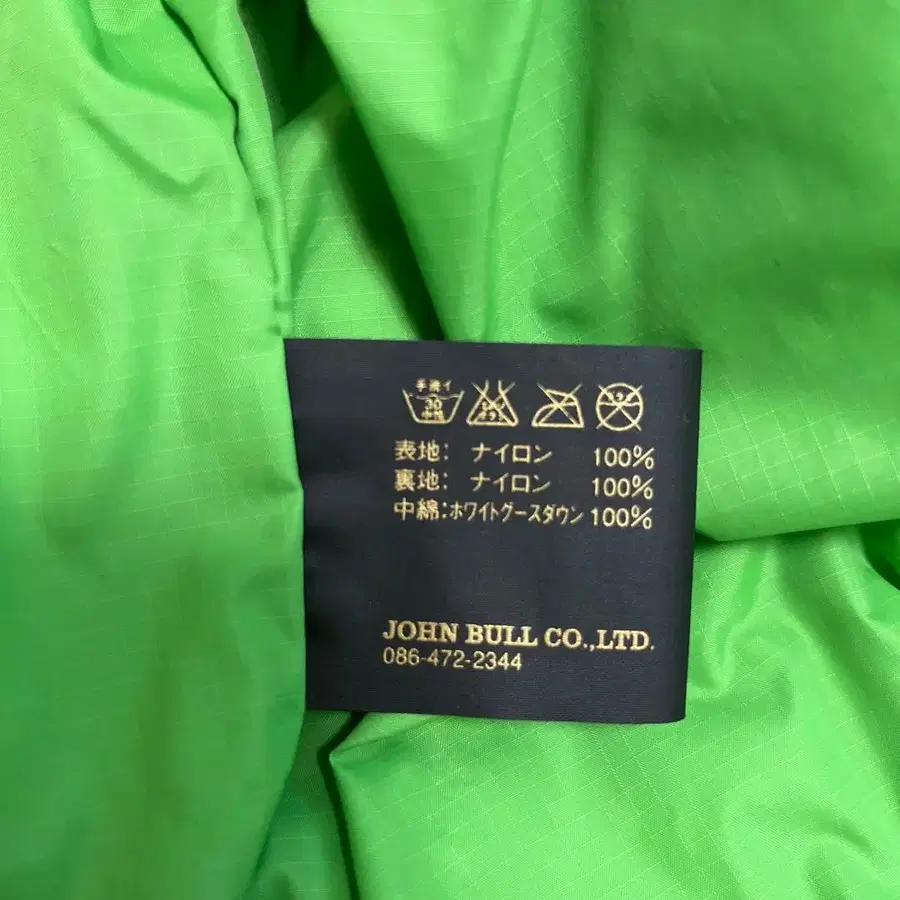 手洗イ
30
中性
表地: ナイロン 100%
裏地: ナイロン 100%
中綿:ホワイトグースダウン 100%
JOHN BULL CO.,LTD.
086-472-2344